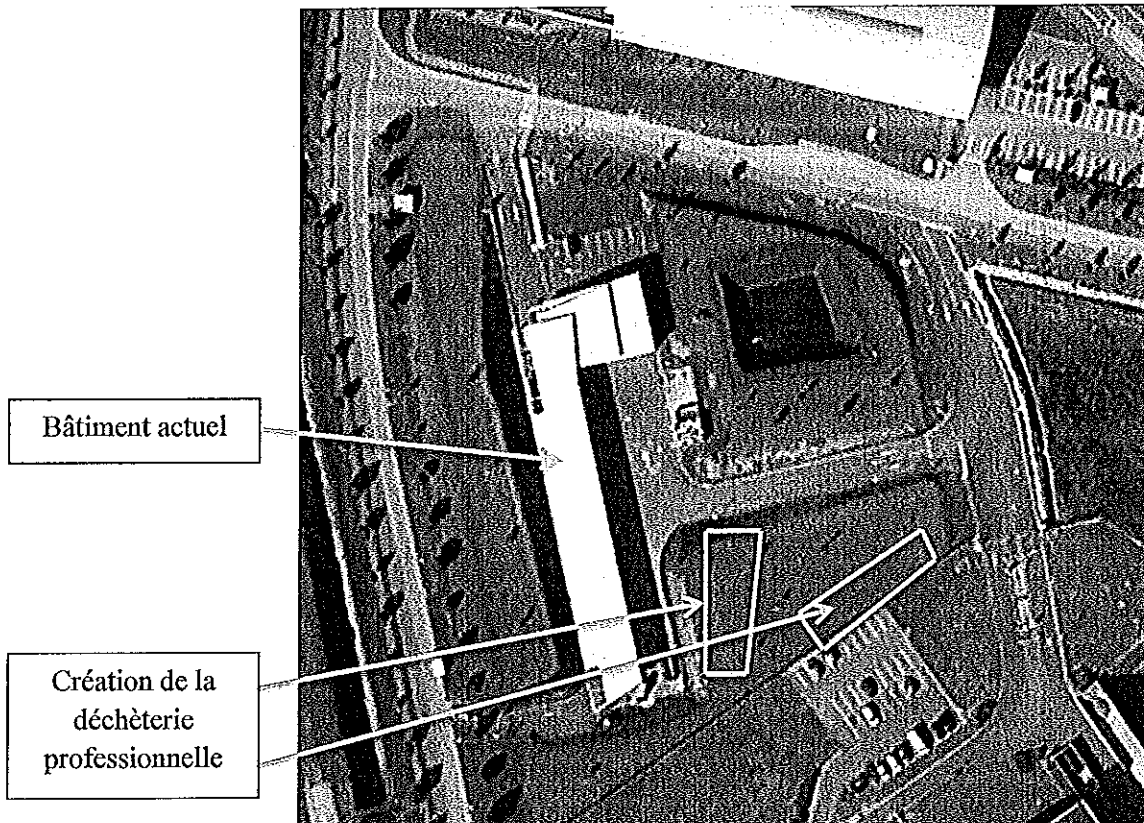 Bâtiment actuel
Création de la
déchèterie
professionnelle